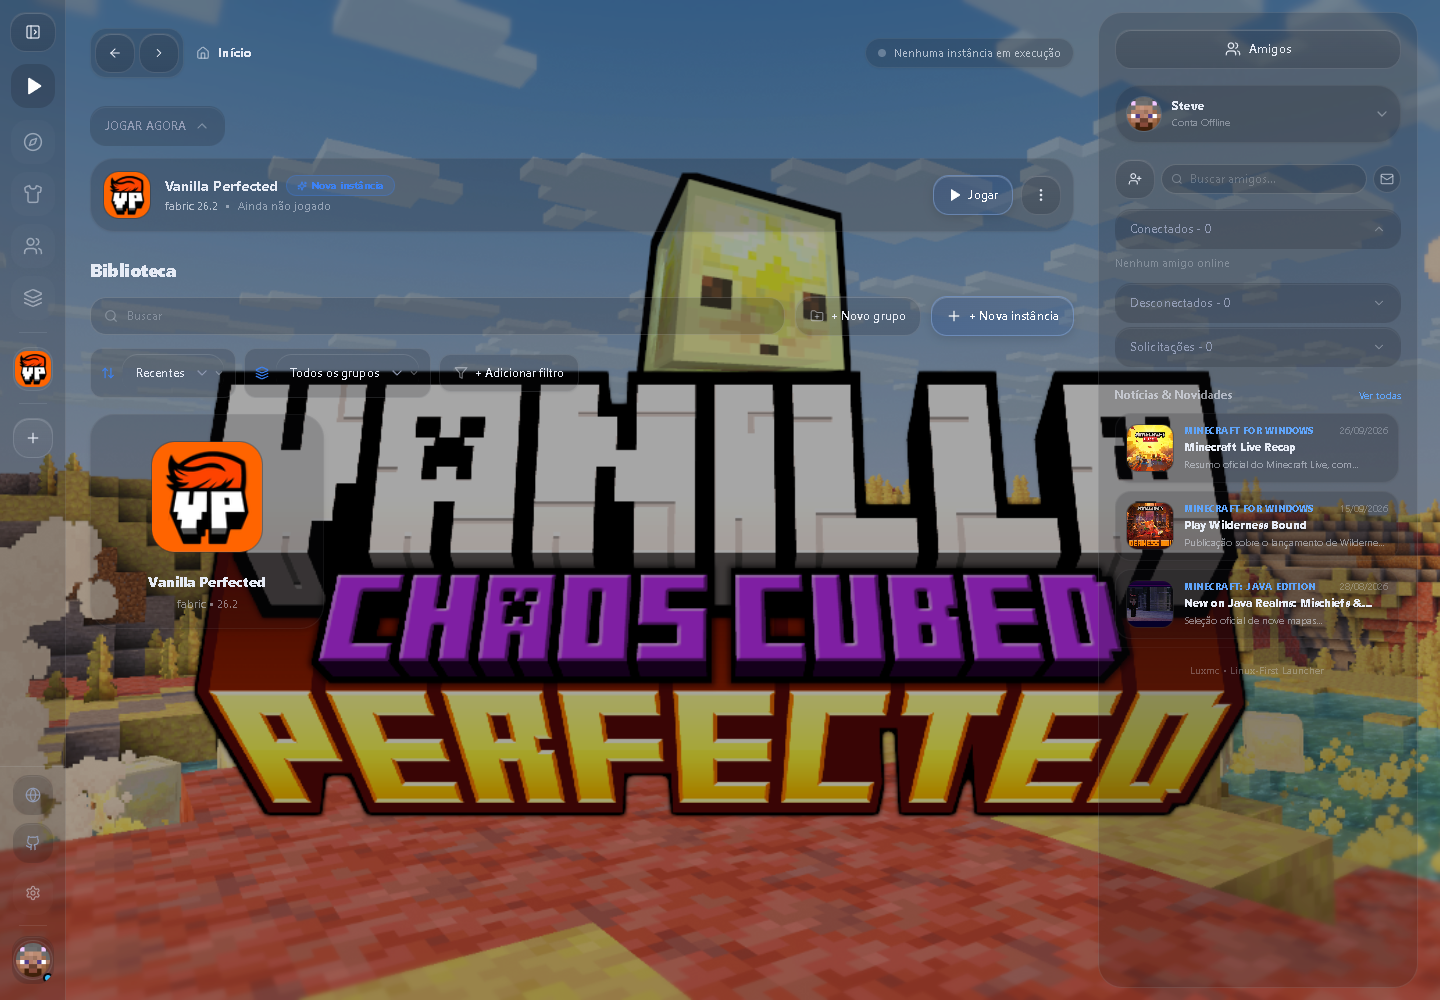 Início
Nenhuma instância em execução
JOGAR AGORA
VP
Vanilla Perfected
Nova instância
fabric 26.2 • Ainda não jogado
Jogar
Biblioteca
Buscar
+ Novo grupo
+ Nova instância
Recentes
Todos os grupos
+ Adicionar filtro
VP
VP
Vanilla Perfected
fabric • 26.2
VANILLA
CHAOS CUBED
PERFECTED
Amigos
Steve
Conta Offline
Buscar amigos...
Conectados - 0
Nenhum amigo online
Desconectados - 0
Solicitações - 0
Notícias & Novidades
Ver todas
MINECRAFT FOR WINDOWS
26/09/2026
Minecraft Live Recap
Resumo oficial do Minecraft Live, com...
MINECRAFT FOR WINDOWS
15/09/2026
Play Wilderness Bound
Publicação sobre o lançamento de Wilderne...
MINECRAFT: JAVA EDITION
28/08/2026
New on Java Realms: Mischiefs &...
Seleção oficial de nove mapas...
Luxmc • Linux-First Launcher